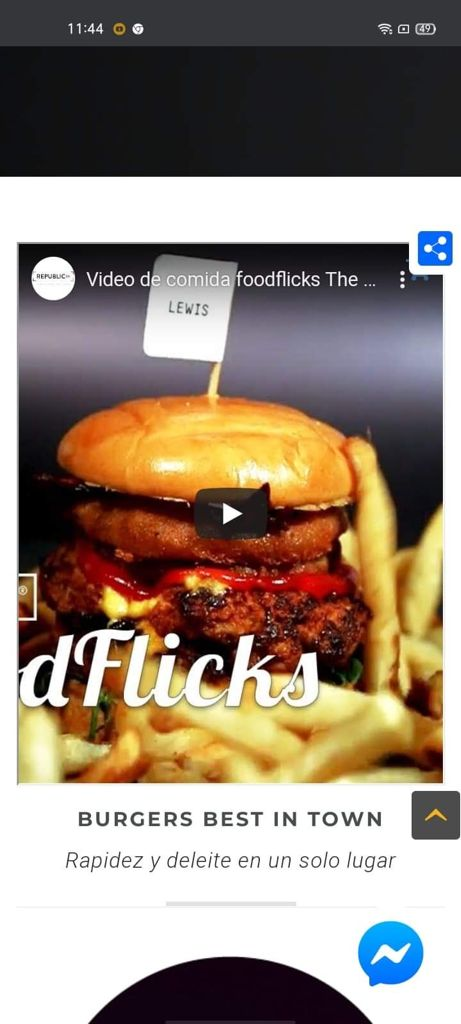 11:44
49
REPUBLIC
Video de comida foodflicks The ...
LEWIS
®
dFlicks
BURGERS BEST IN TOWN
Rapidez y deleite en un solo lugar